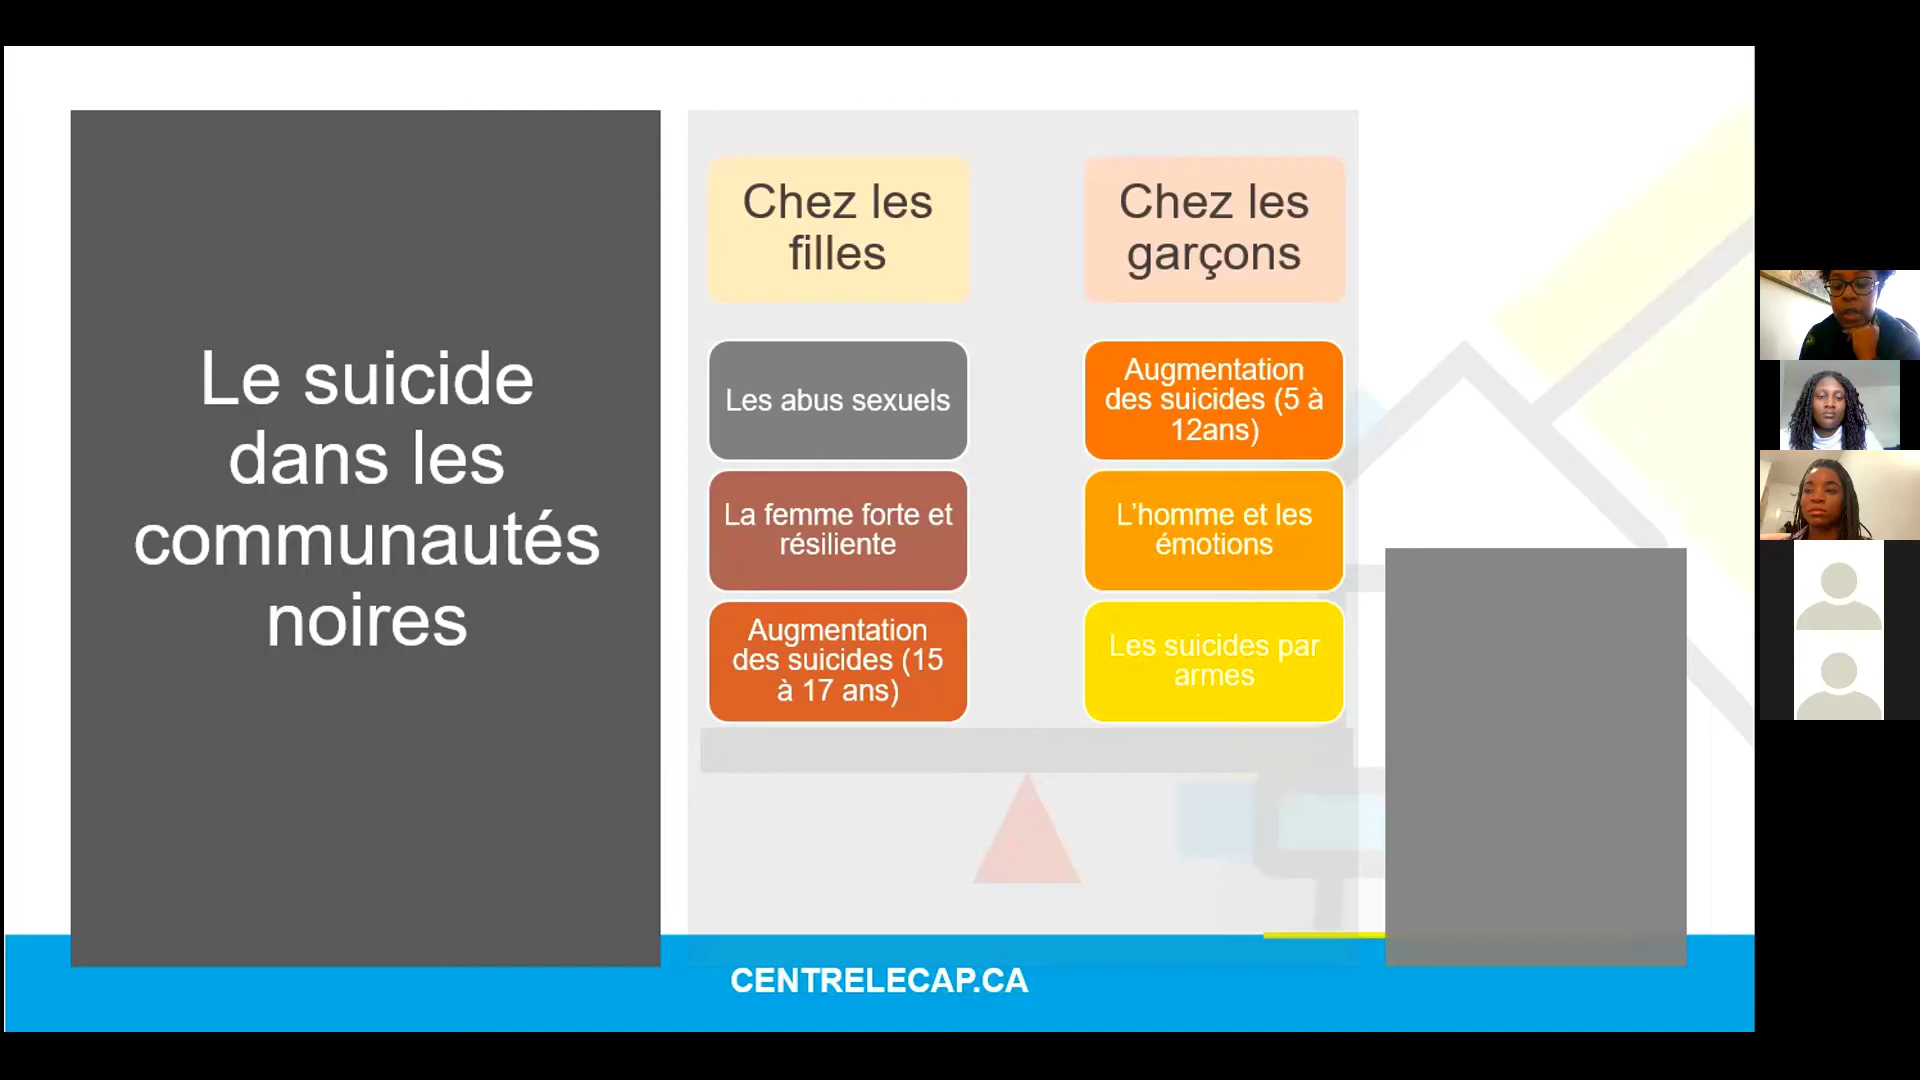 Le suicide
dans les
communautés
noires
Chez les
filles
Les abus sexuels
La femme forte et
résiliente
Augmentation
des suicides (15
à 17 ans)
Chez les
garçons
Augmentation
des suicides (5 à
12ans)
L'homme et les
émotions
Les suicides par
armes
CENTRELECAP.CA